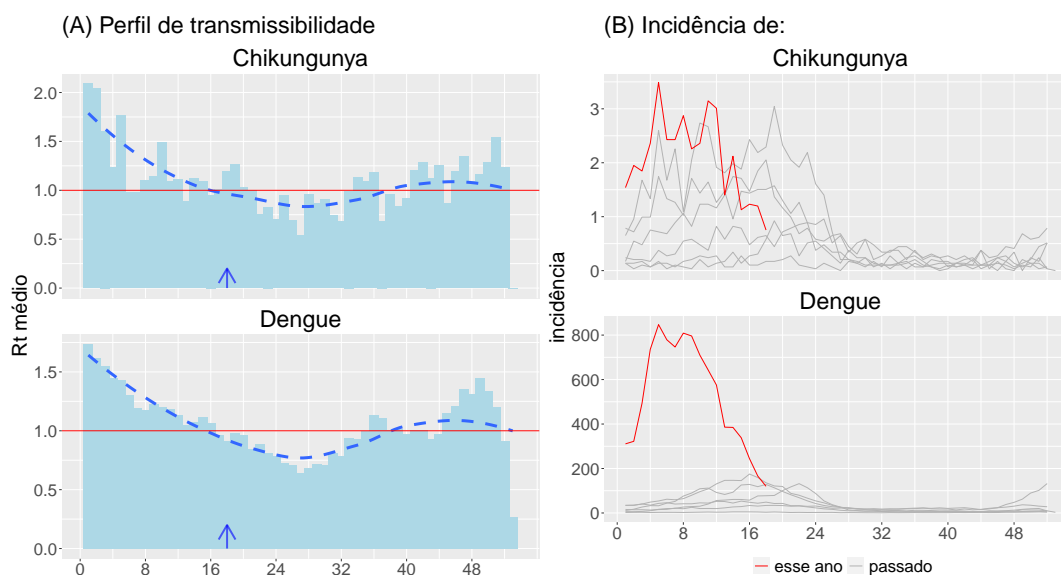 (A) Perfil de transmissibilidade
Chikungunya
2.0
1.5
1.0
0.5
0.0
Dengue
1.5
1.0
0.5
0.0
0 8 16 24 32 40 48
Rt médio
(B) Incidência de:
Chikungunya
3
2
1
0
Dengue
800
600
400
200
0
0 8 16 24 32 40 48
incidência
esse ano passado